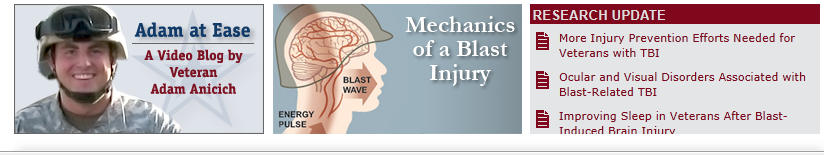 Adam at Ease
A Video Blog by
Veteran
Adam Anicich
Mechanics
of a Blast
Injury
BLAST
WAVE
ENERGY
PULSE
RESEARCH UPDATE
More Injury Prevention Efforts Needed for
Veterans with TBI
Ocular and Visual Disorders Associated with
Blast-Related TBI
Improving Sleep in Veterans After Blast-
Induced Brain Injury